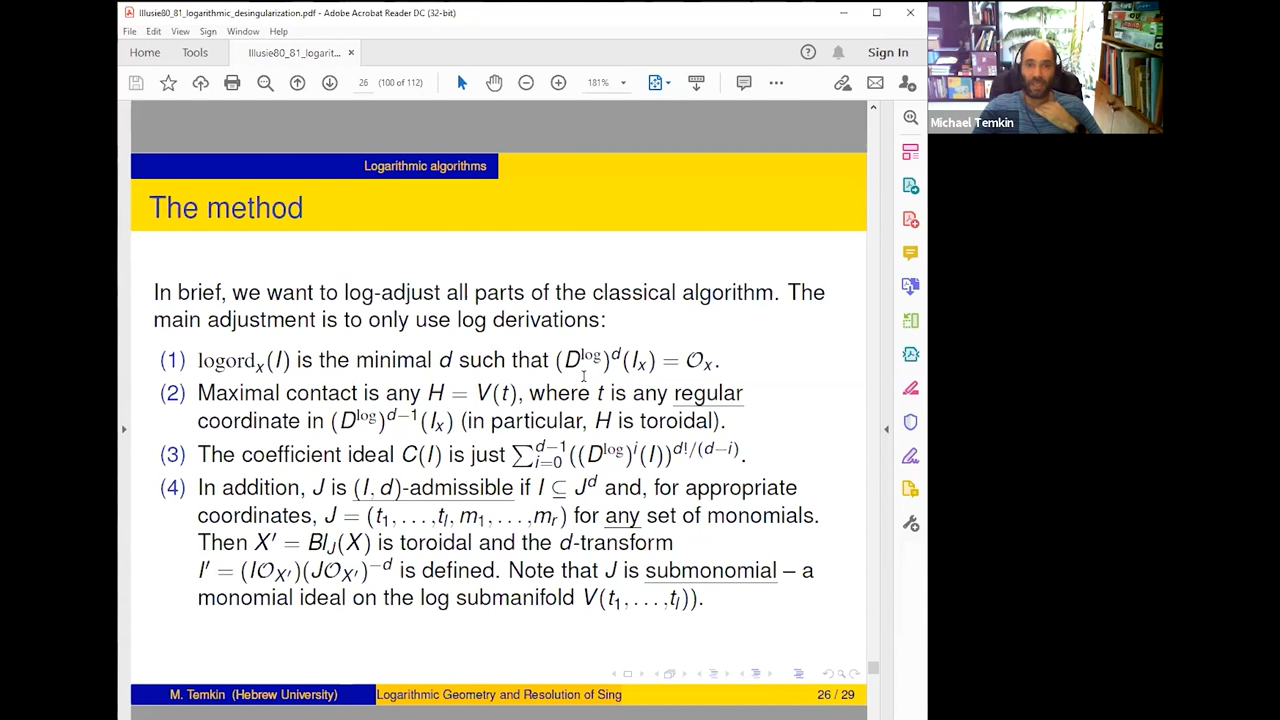 Illusie80_81_logarithmic_desingularization.pdf - Adobe Acrobat Reader DC (32-bit)
File Edit View Sign Window Help
Home Tools Illusie80_81_logarit... × Sign In
26 (100 of 112) 181%
Michael Temkin
Logarithmic algorithms
The method
In brief, we want to log-adjust all parts of the classical algorithm. The
main adjustment is to only use log derivations:
(1) logord_x(I) is the minimal d such that (D^log)^d(I_x) = O_x.
(2) Maximal contact is any H = V(t), where t is any regular
coordinate in (D^log)^{d−1}(I_x) (in particular, H is toroidal).
(3) The coefficient ideal C(I) is just ∑_{i=0}^{d−1}((D^log)^i(I))^{d!/(d−i)}.
(4) In addition, J is (I, d)-admissible if I ⊆ J^d and, for appropriate
coordinates, J = (t_1,...,t_l, m_1,...,m_r) for any set of monomials.
Then X′ = Bl_J(X) is toroidal and the d-transform
I′ = (IO_{X′})(JO_{X′})^{−d} is defined. Note that J is submonomial – a
monomial ideal on the log submanifold V(t_1,...,t_l)).
M. Temkin (Hebrew University) Logarithmic Geometry and Resolution of Sing 26 / 29